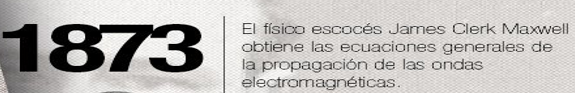 1873
El físico escocés James Clerk Maxwell
obtiene las ecuaciones generales de
la propagación de las ondas
electromagnéticas.